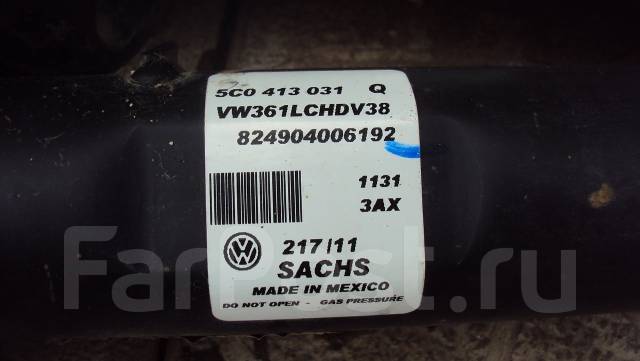 5C0 413 031 Q
VW361LCHDV38
824904006192
1131
3AX
217/11
SACHS
MADE IN MEXICO
DO NOT OPEN - GAS PRESSURE
FarPost.ru